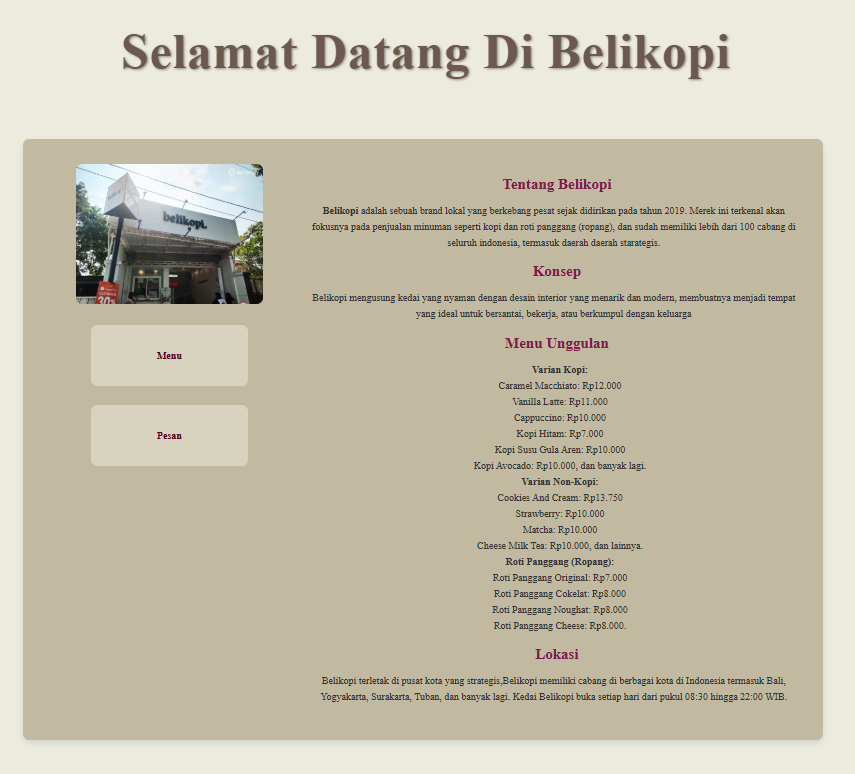 Selamat Datang Di Belikopi
belikopi.
30%
Menu
Pesan
Tentang Belikopi
Belikopi adalah sebuah brand lokal yang berkebang pesat sejak didirikan pada tahun 2019. Merek ini terkenal akan
fokusnya pada penjualan minuman seperti kopi dan roti panggang (ropang), dan sudah memiliki lebih dari 100 cabang di
seluruh indonesia, termasuk daerah daerah starategis.
Konsep
Belikopi mengusung kedai yang nyaman dengan desain interior yang menarik dan modern, membuatnya menjadi tempat
yang ideal untuk bersantai, bekerja, atau berkumpul dengan keluarga
Menu Unggulan
Varian Kopi:
Caramel Macchiato: Rp12.000
Vanilla Latte: Rp11.000
Cappuccino: Rp10.000
Kopi Hitam: Rp7.000
Kopi Susu Gula Aren: Rp10.000
Kopi Avocado: Rp10.000, dan banyak lagi.
Varian Non-Kopi:
Cookies And Cream: Rp13.750
Strawberry: Rp10.000
Matcha: Rp10.000
Cheese Milk Tea: Rp10.000, dan lainnya.
Roti Panggang (Ropang):
Roti Panggang Original: Rp7.000
Roti Panggang Cokelat: Rp8.000
Roti Panggang Noughat: Rp8.000
Roti Panggang Cheese: Rp8.000.
Lokasi
Belikopi terletak di pusat kota yang strategis,Belikopi memiliki cabang di berbagai kota di Indonesia termasuk Bali,
Yogyakarta, Surakarta, Tuban, dan banyak lagi. Kedai Belikopi buka setiap hari dari pukul 08:30 hingga 22:00 WIB.